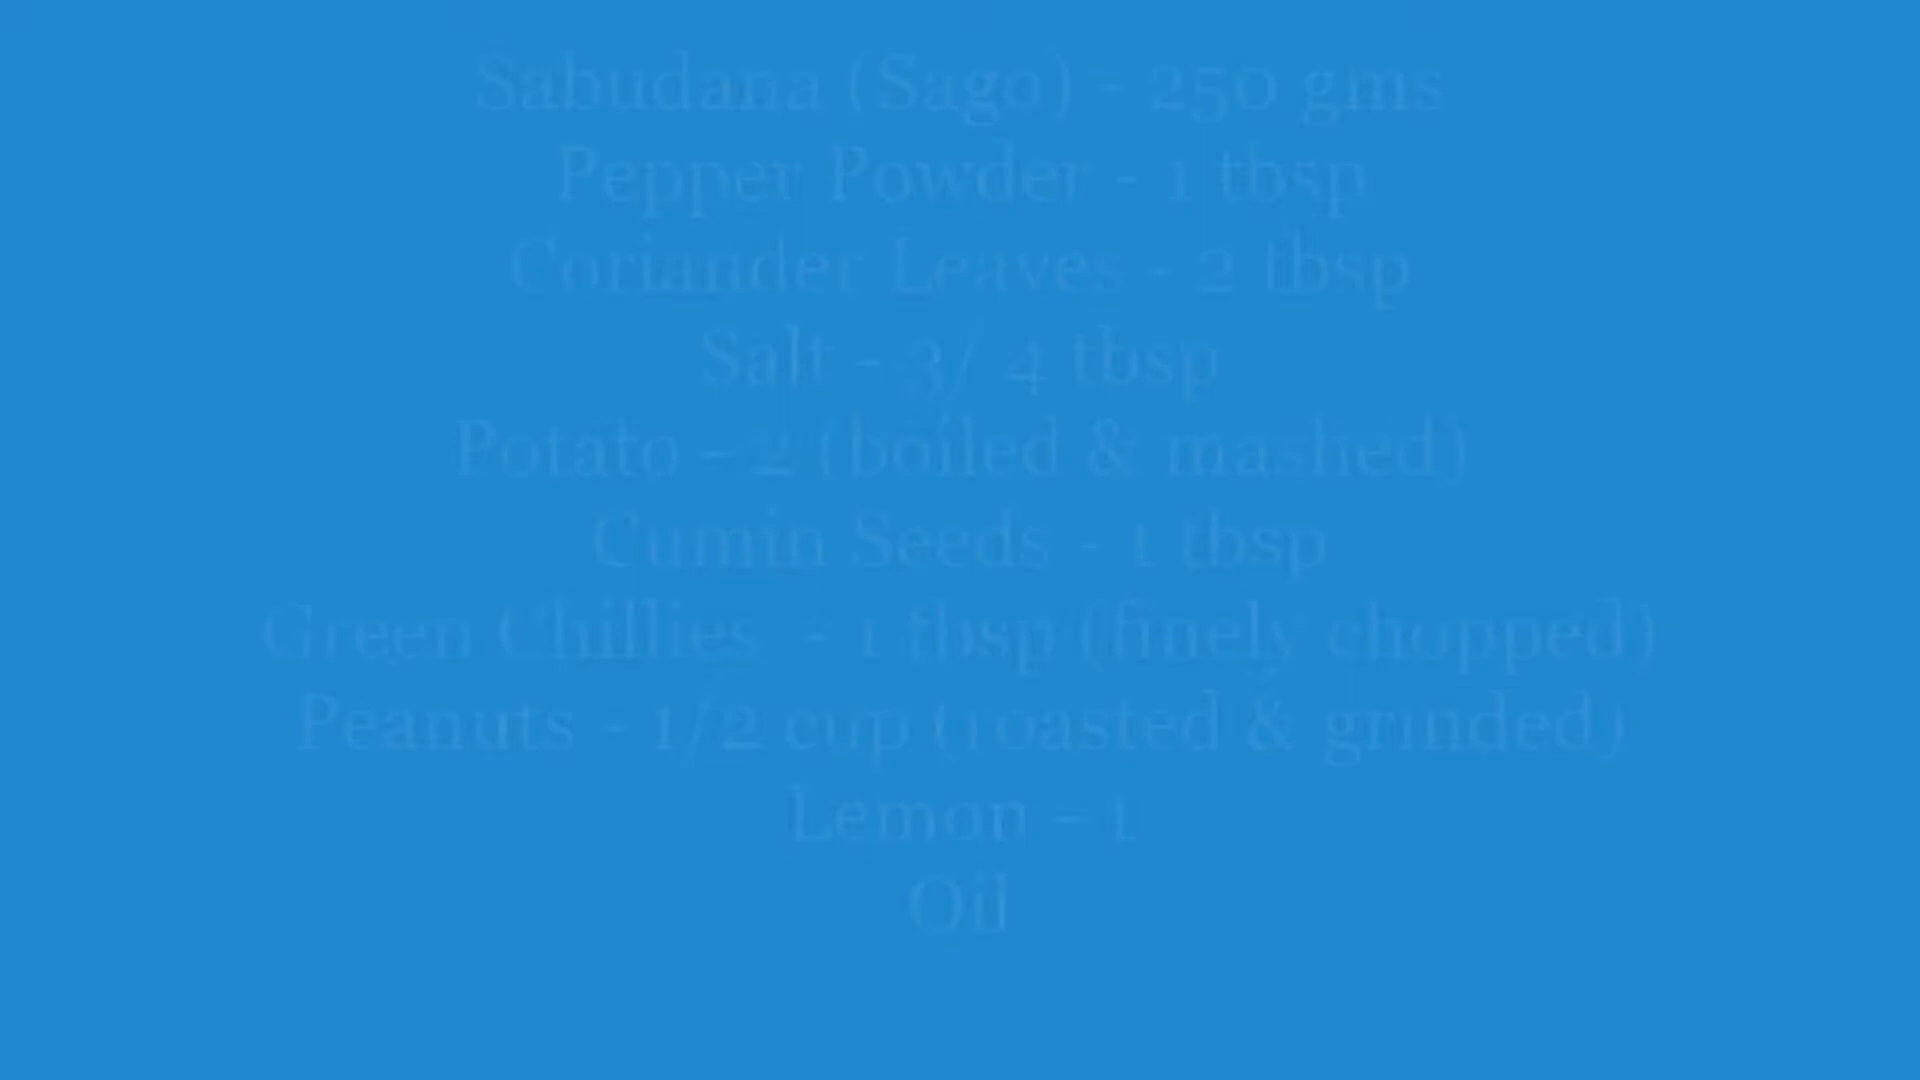 Sabudana (Sago) - 250 gms
Pepper Powder - 1 tbsp
Coriander Leaves - 2 tbsp
Salt - 3/ 4 tbsp
Potato - 2 (boiled & mashed)
Cumin Seeds - 1 tbsp
Green Chillies - 1 tbsp (finely chopped)
Peanuts - 1/2 cup (roasted & grinded)
Lemon - 1
Oil